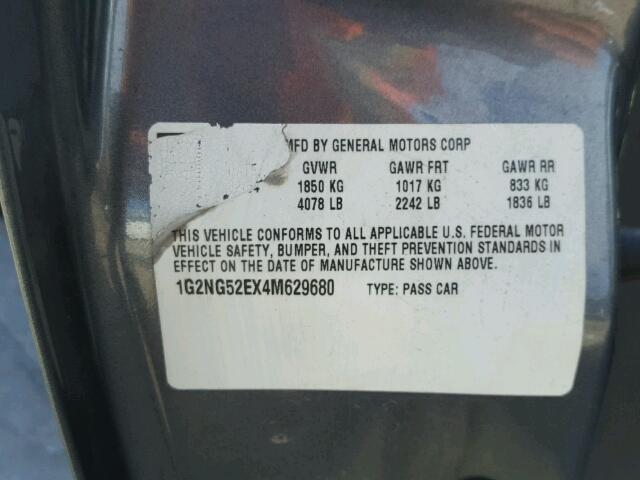 MFD BY GENERAL MOTORS CORP
GVWR GAWR FRT GAWR RR
1850 KG 1017 KG 833 KG
4078 LB 2242 LB 1836 LB
THIS VEHICLE CONFORMS TO ALL APPLICABLE U.S. FEDERAL MOTOR
VEHICLE SAFETY, BUMPER, AND THEFT PREVENTION STANDARDS IN
EFFECT ON THE DATE OF MANUFACTURE SHOWN ABOVE.
1G2NG52EX4M629680 TYPE: PASS CAR